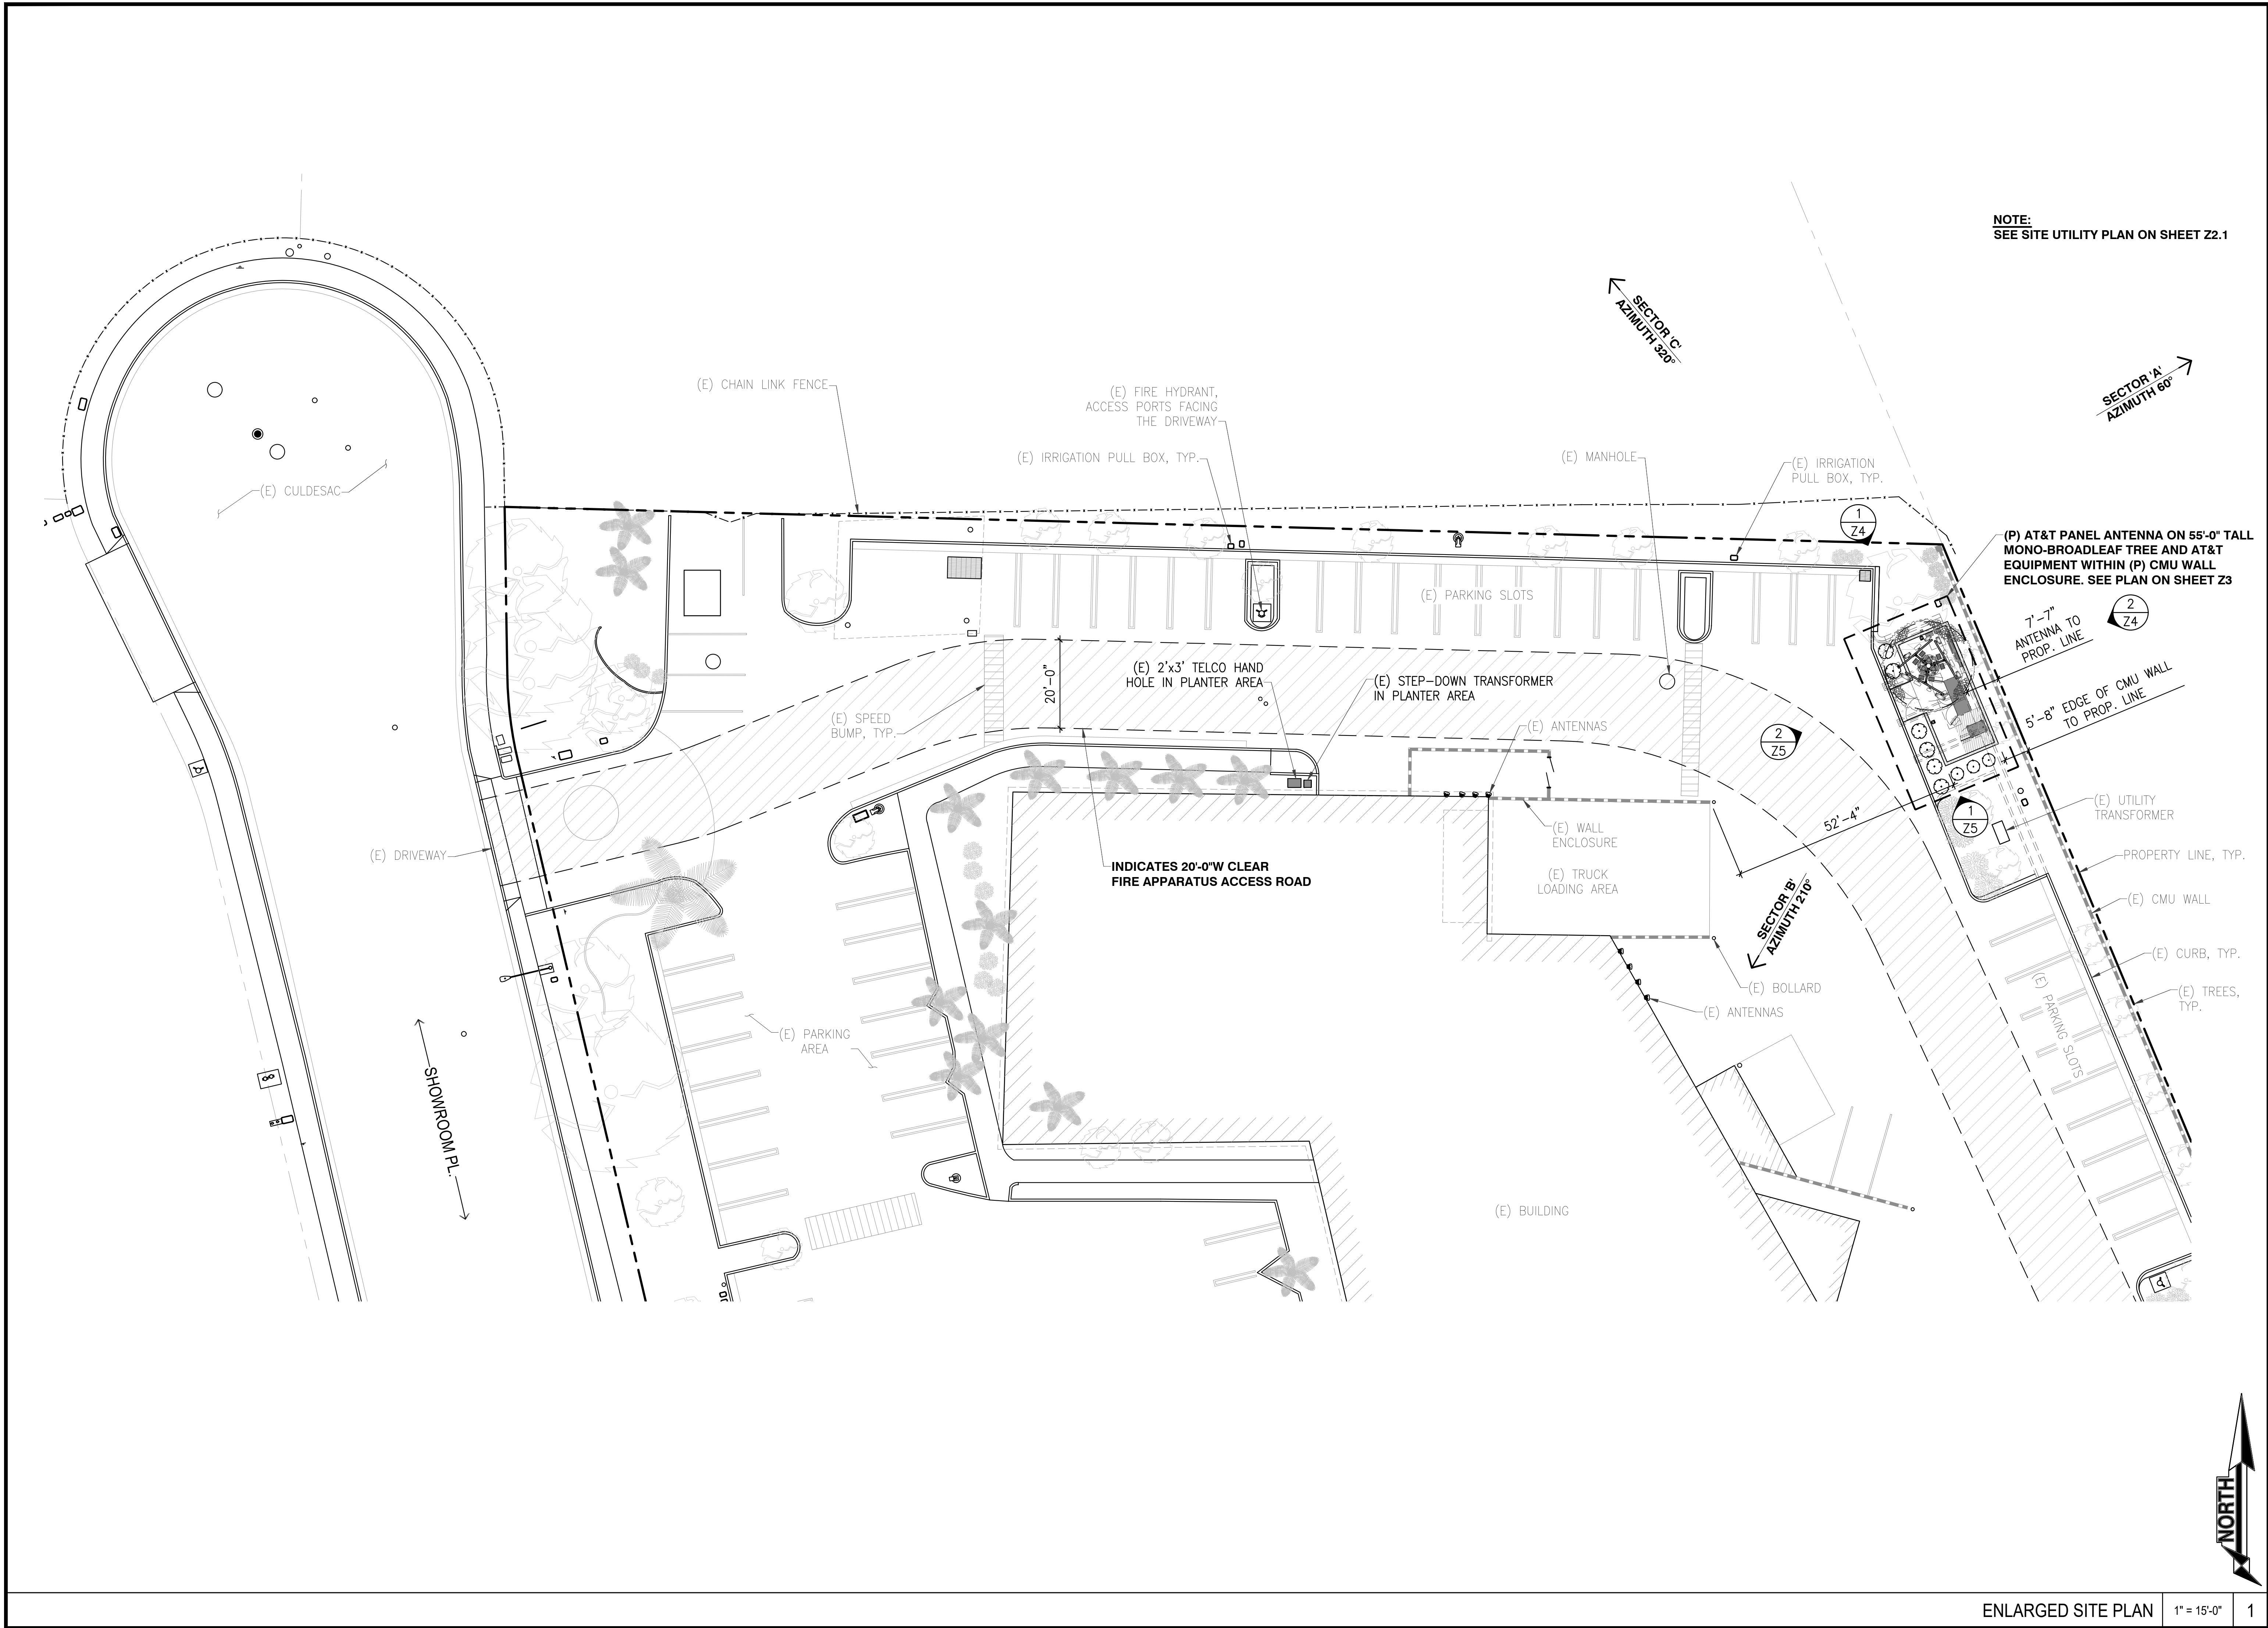 NOTE:
SEE SITE UTILITY PLAN ON SHEET Z2.1
SECTOR 'C'
AZIMUTH 320°
SECTOR 'A'
AZIMUTH 60°
(E) CHAIN LINK FENCE
(E) FIRE HYDRANT,
ACCESS PORTS FACING
THE DRIVEWAY
(E) IRRIGATION PULL BOX, TYP.
(E) MANHOLE
(E) IRRIGATION
PULL BOX, TYP.
(E) CULDESAC
1
Z4
(P) AT&T PANEL ANTENNA ON 55'-0" TALL
MONO-BROADLEAF TREE AND AT&T
EQUIPMENT WITHIN (P) CMU WALL
ENCLOSURE. SEE PLAN ON SHEET Z3
(E) PARKING SLOTS
2
Z4
7'-7"
ANTENNA TO
PROP. LINE
20'-0"
(E) 2'x3' TELCO HAND
HOLE IN PLANTER AREA
(E) STEP-DOWN TRANSFORMER
IN PLANTER AREA
5'-8" EDGE OF CMU WALL
TO PROP. LINE
(E) SPEED
BUMP, TYP.
(E) ANTENNAS
2
Z5
(E) UTILITY
TRANSFORMER
52'-4"
1
Z5
(E) WALL
ENCLOSURE
(E) DRIVEWAY
PROPERTY LINE, TYP.
INDICATES 20'-0"W CLEAR
FIRE APPARATUS ACCESS ROAD
(E) TRUCK
LOADING AREA
SECTOR 'B'
AZIMUTH 210°
(E) CMU WALL
(E) CURB, TYP.
(E) BOLLARD
(E) TREES,
TYP.
(E) ANTENNAS
(E) PARKING SLOTS
(E) PARKING
AREA
SHOWROOM PL.
(E) BUILDING
NORTH
ENLARGED SITE PLAN
1" = 15'-0"
1